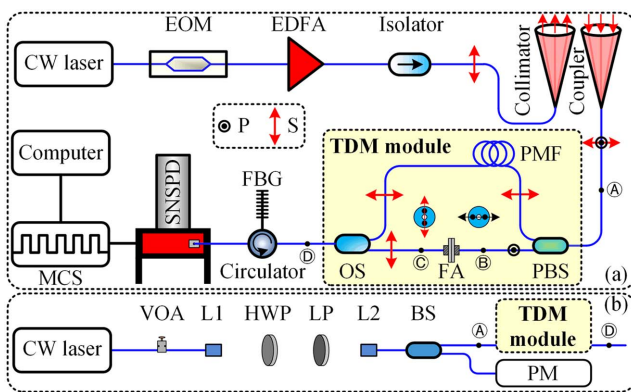 EOM
EDFA
Isolator
CW laser
Collimator
Coupler
P
S
TDM module
PMF
Computer
SNSPD
FBG
MCS
Circulator
D
OS
C
FA
B
PBS
A
(a)
(b)
VOA
L1
HWP
LP
L2
BS
TDM
module
CW laser
A
D
PM